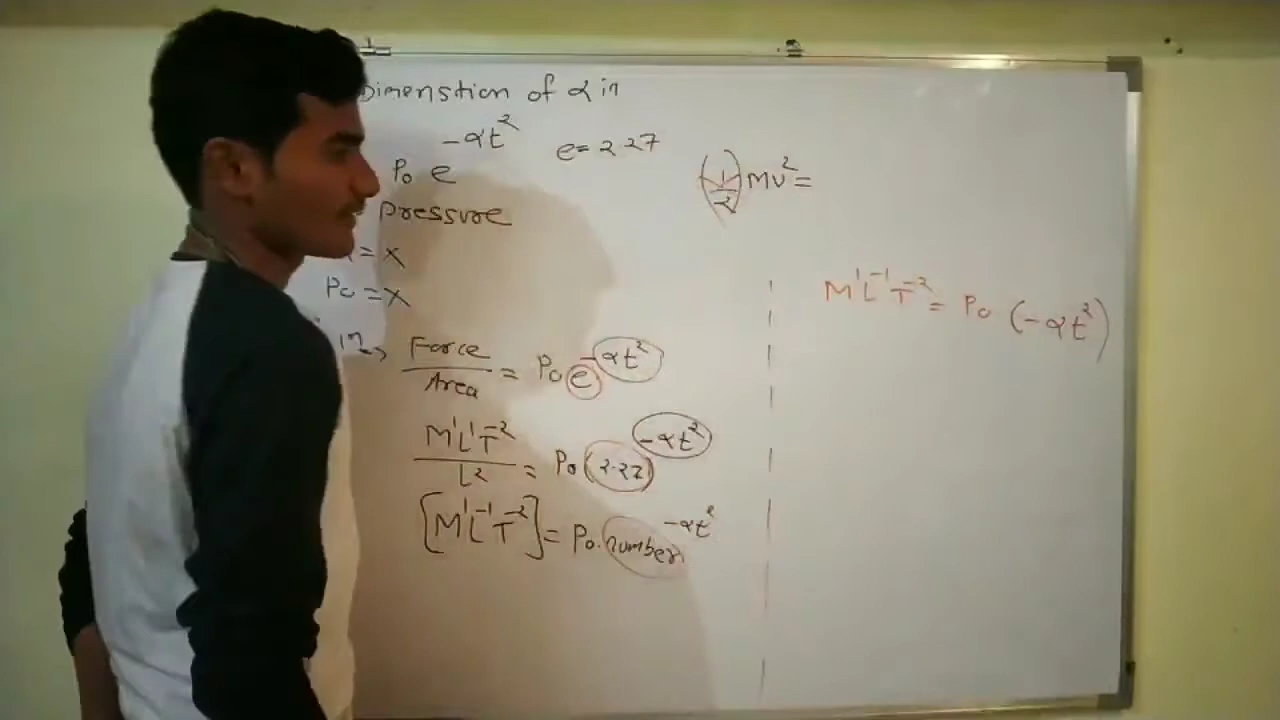 Dimenstion of α in
P₀ e^-αt² e = 2.27
(1/2) Mv² =
pressure
= x
P₀ = x
in → Force/Area = P₀ e^-αt²
M¹L¹T⁻²/L² = P₀ (2.27)^-αt²
[M¹L⁻¹T⁻²] = P₀. number^-αt²
M¹L⁻¹T⁻² = P₀ (-αt²)